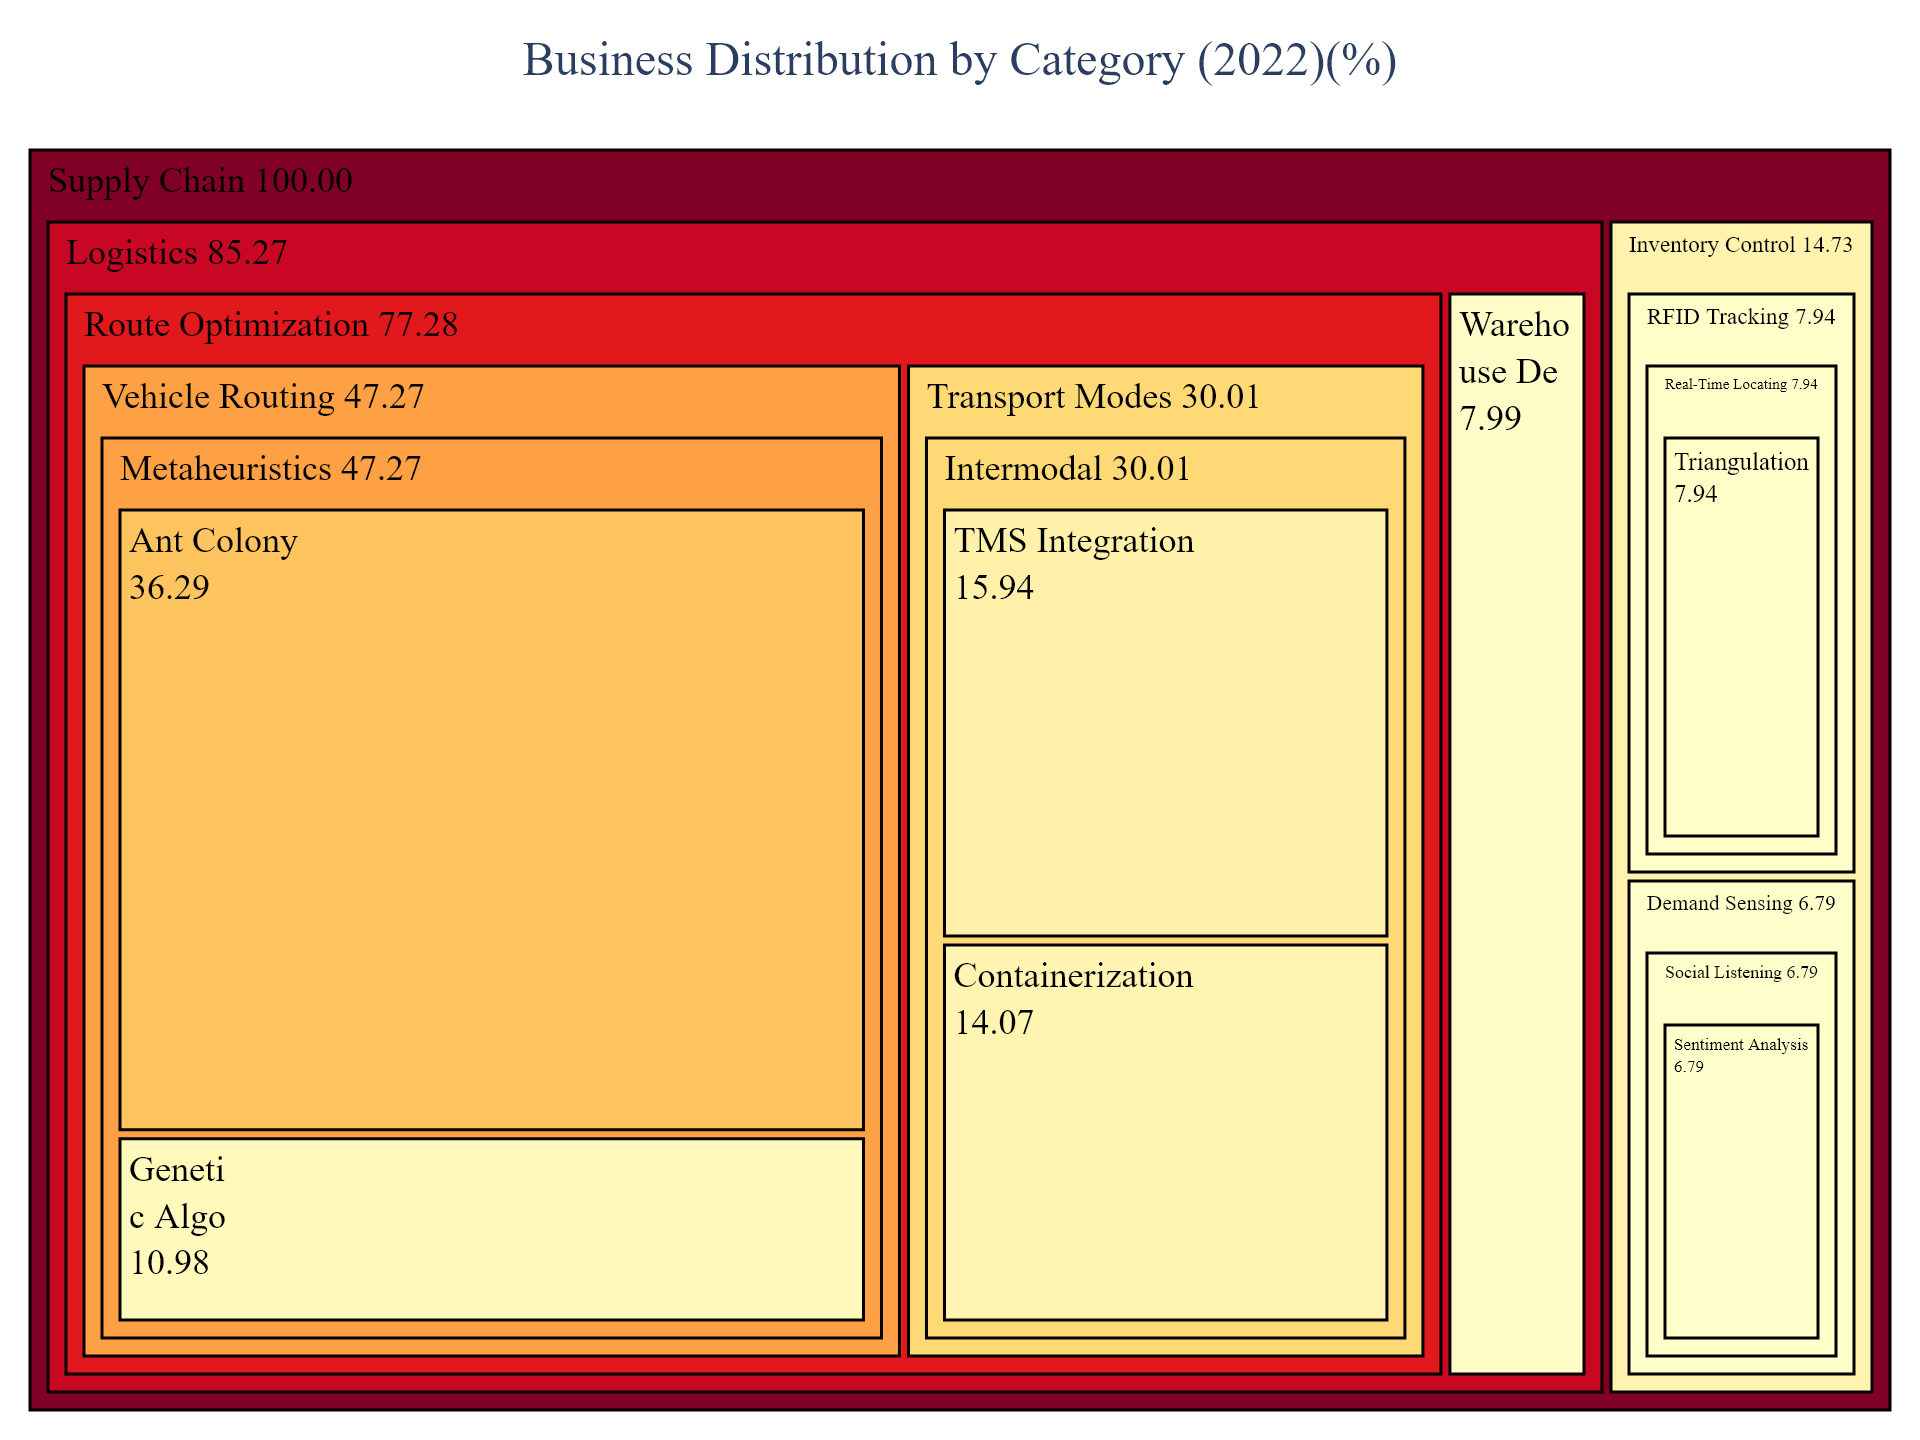 Business Distribution by Category (2022)(%)
Supply Chain 100.00
Logistics 85.27
Route Optimization 77.28
Vehicle Routing 47.27
Metaheuristics 47.27
Ant Colony
36.29
Geneti
c Algo
10.98
Transport Modes 30.01
Intermodal 30.01
TMS Integration
15.94
Containerization
14.07
Wareho
use De
7.99
Inventory Control 14.73
RFID Tracking 7.94
Real-Time Locating 7.94
Triangulation
7.94
Demand Sensing 6.79
Social Listening 6.79
Sentiment Analysis
6.79